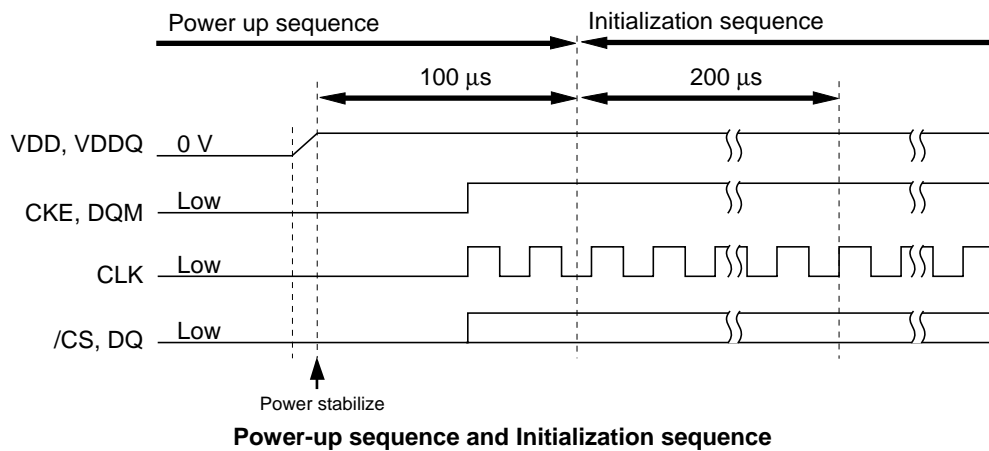 Power up sequence
Initialization sequence
100 μs
200 μs
VDD, VDDQ
0 V
CKE, DQM
Low
CLK
Low
/CS, DQ
Low
Power stabilize
Power-up sequence and Initialization sequence